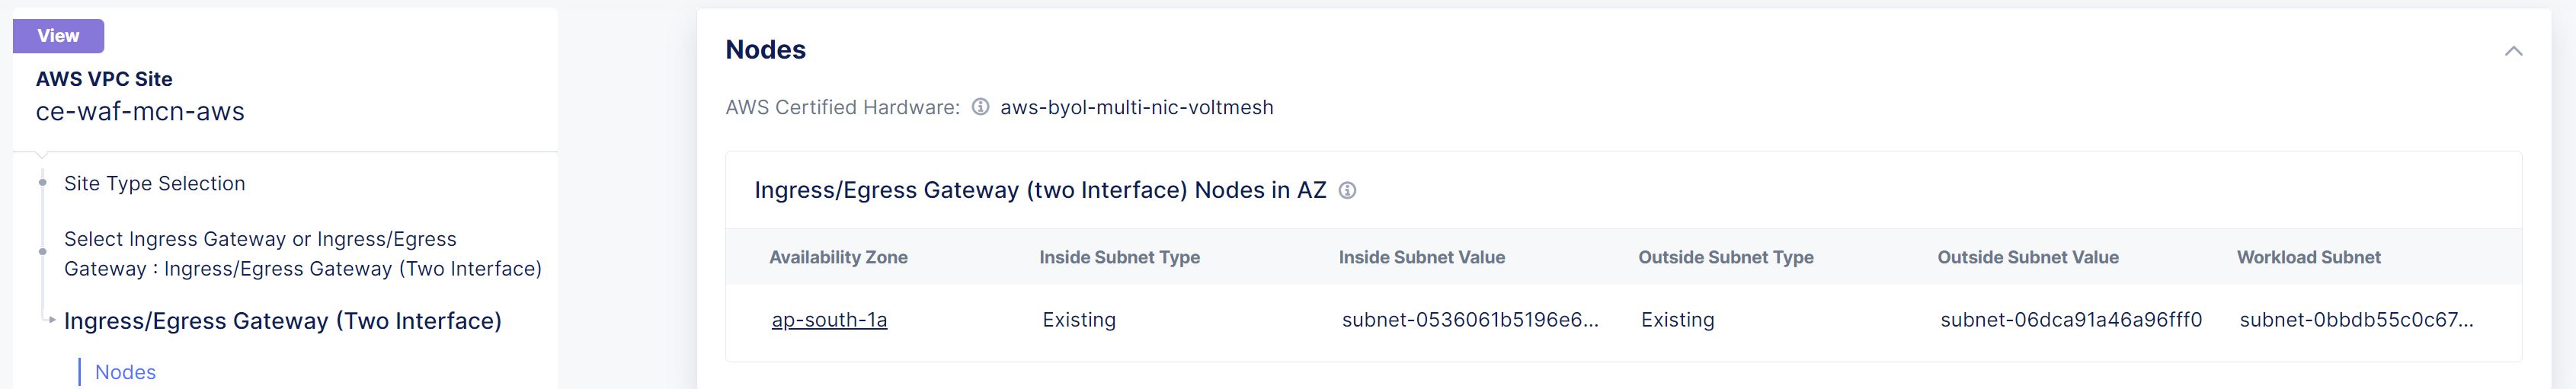 View
AWS VPC Site
ce-waf-mcn-aws
Site Type Selection
Select Ingress Gateway or Ingress/Egress
Gateway : Ingress/Egress Gateway (Two Interface)
Ingress/Egress Gateway (Two Interface)
Nodes
Nodes
AWS Certified Hardware: aws-byol-multi-nic-voltmesh
Ingress/Egress Gateway (two Interface) Nodes in AZ
Availability Zone Inside Subnet Type Inside Subnet Value Outside Subnet Type Outside Subnet Value Workload Subnet
ap-south-1a Existing subnet-0536061b5196e6... Existing subnet-06dca91a46a96fff0 subnet-0bbdb55c0c67...